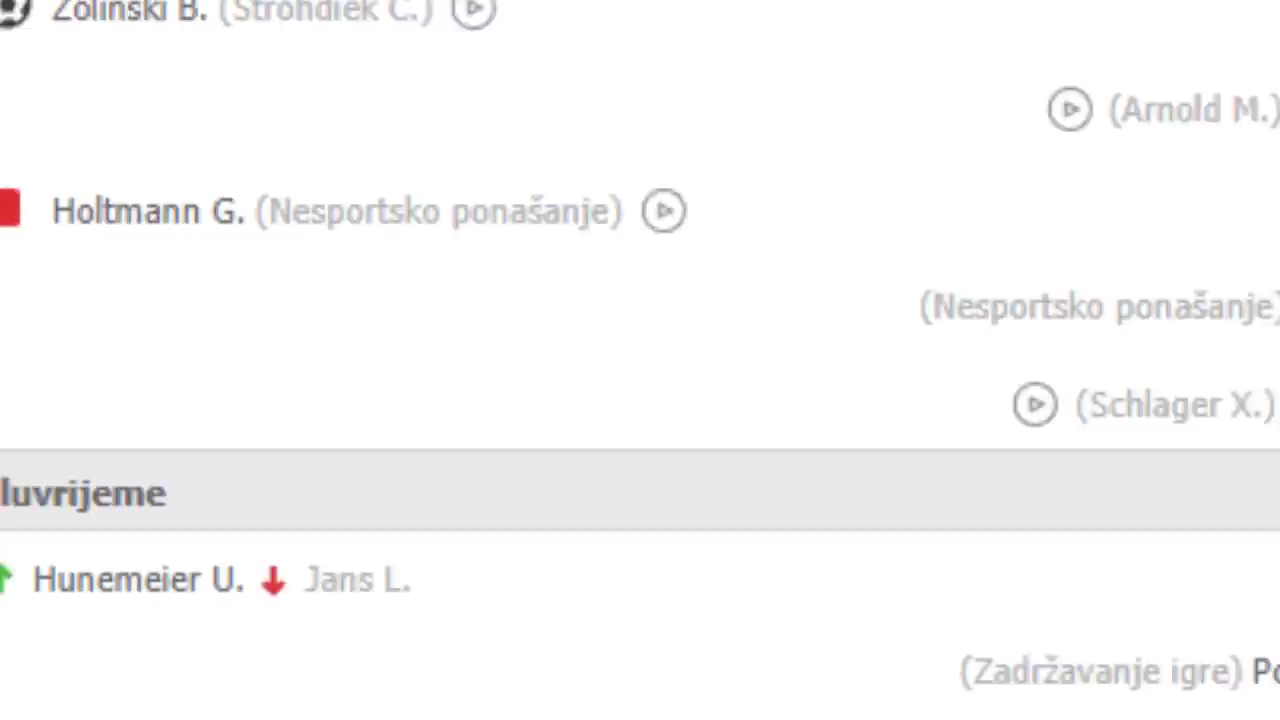 Zolinski B. (Strohdiek C.)
(Arnold M.)
Holtmann G. (Nesportsko ponašanje)
(Nesportsko ponašanje)
(Schlager X.)
luvrijeme
Hunemeier U. Jans L.
(Zadržavanje igre) Po